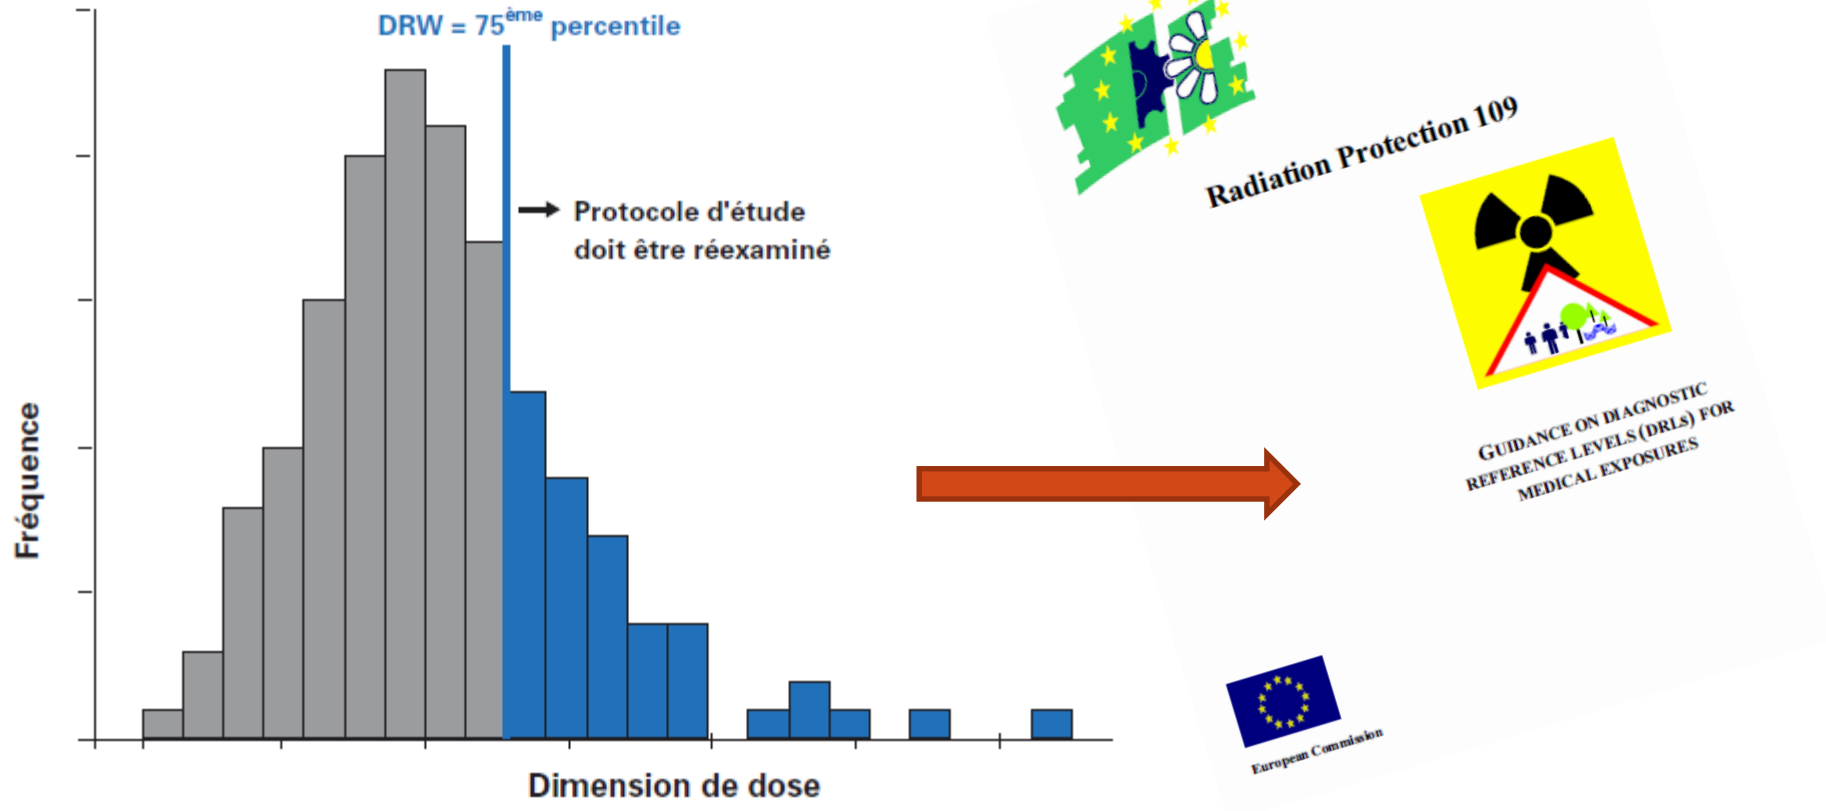 DRW = 75ème percentile
Protocole d'étude
doit être réexaminé
Fréquence
Dimension de dose
Radiation Protection 109
GUIDANCE ON DIAGNOSTIC
REFERENCE LEVELS (DRLs) FOR
MEDICAL EXPOSURES
European Commission